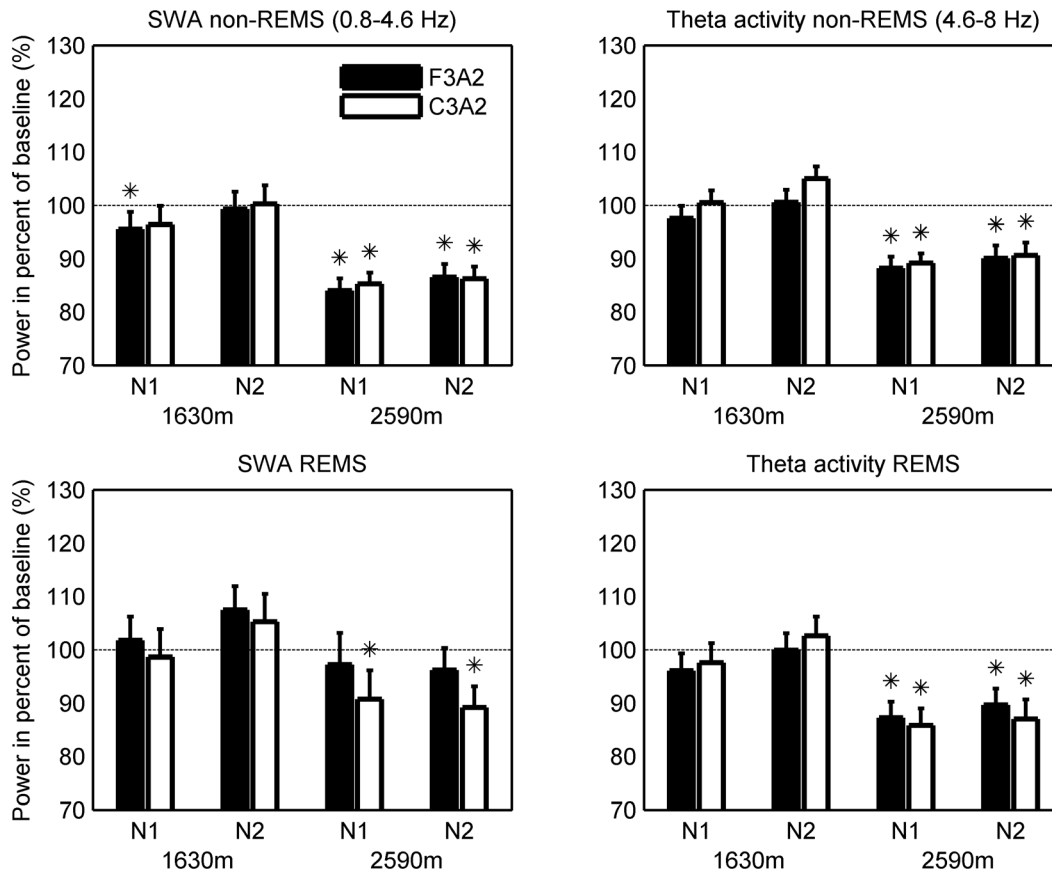 SWA non-REMS (0.8-4.6 Hz)
Power in percent of baseline (%)
130
120
110
100
90
80
70
F3A2
C3A2
* * * * *
N1 N2 N1 N2
1630m 2590m
Theta activity non-REMS (4.6-8 Hz)
130
120
110
100
90
80
70
* * * *
N1 N2 N1 N2
1630m 2590m
SWA REMS
Power in percent of baseline (%)
130
120
110
100
90
80
70
* *
N1 N2 N1 N2
1630m 2590m
Theta activity REMS
130
120
110
100
90
80
70
* * * *
N1 N2 N1 N2
1630m 2590m